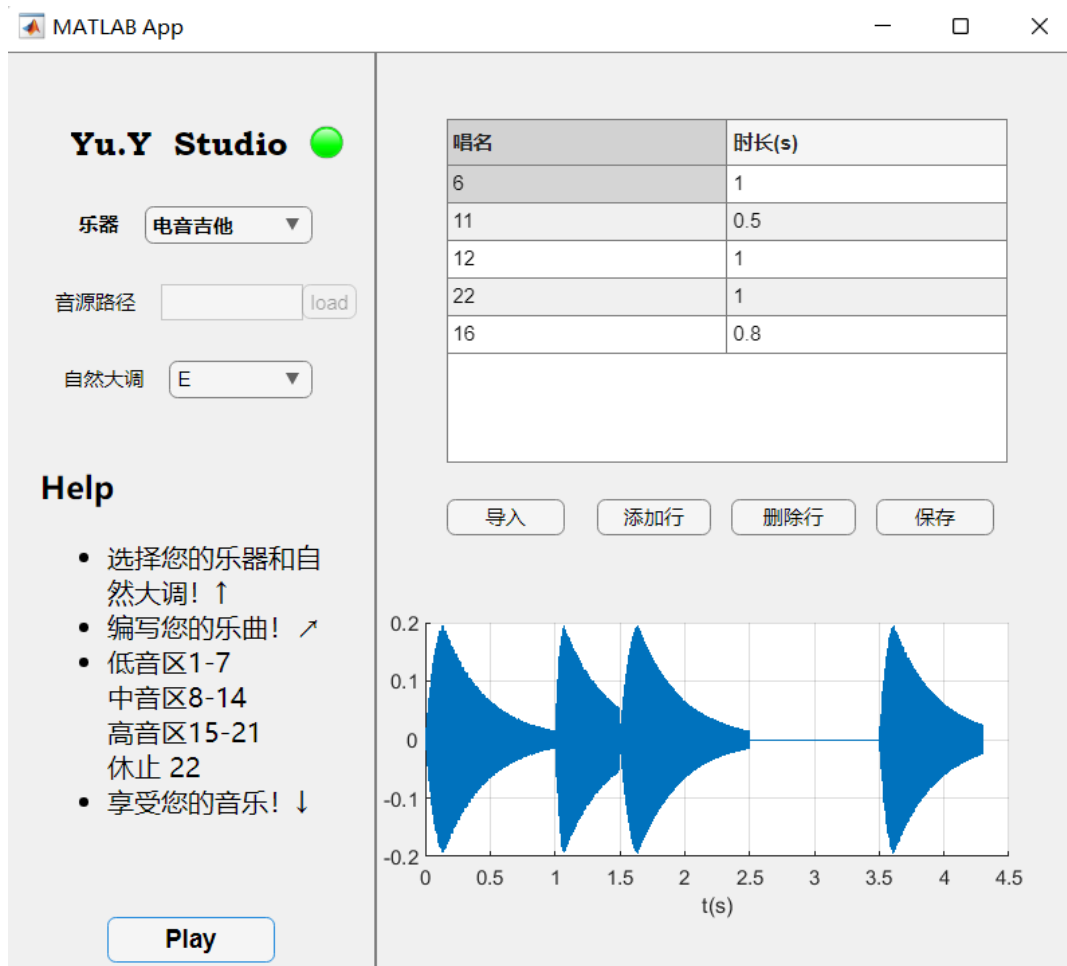 MATLAB App
Yu.Y Studio
乐器 电音吉他
音源路径 load
自然大调 E
Help
选择您的乐器和自
然大调！↑
编写您的乐曲！↗
低音区1-7
中音区8-14
高音区15-21
休止 22
享受您的音乐！↓
Play
唱名 时长(s)
6 1
11 0.5
12 1
22 1
16 0.8
导入 添加行 删除行 保存
0.2
0.1
0
-0.1
-0.2
0 0.5 1 1.5 2 2.5 3 3.5 4 4.5
t(s)